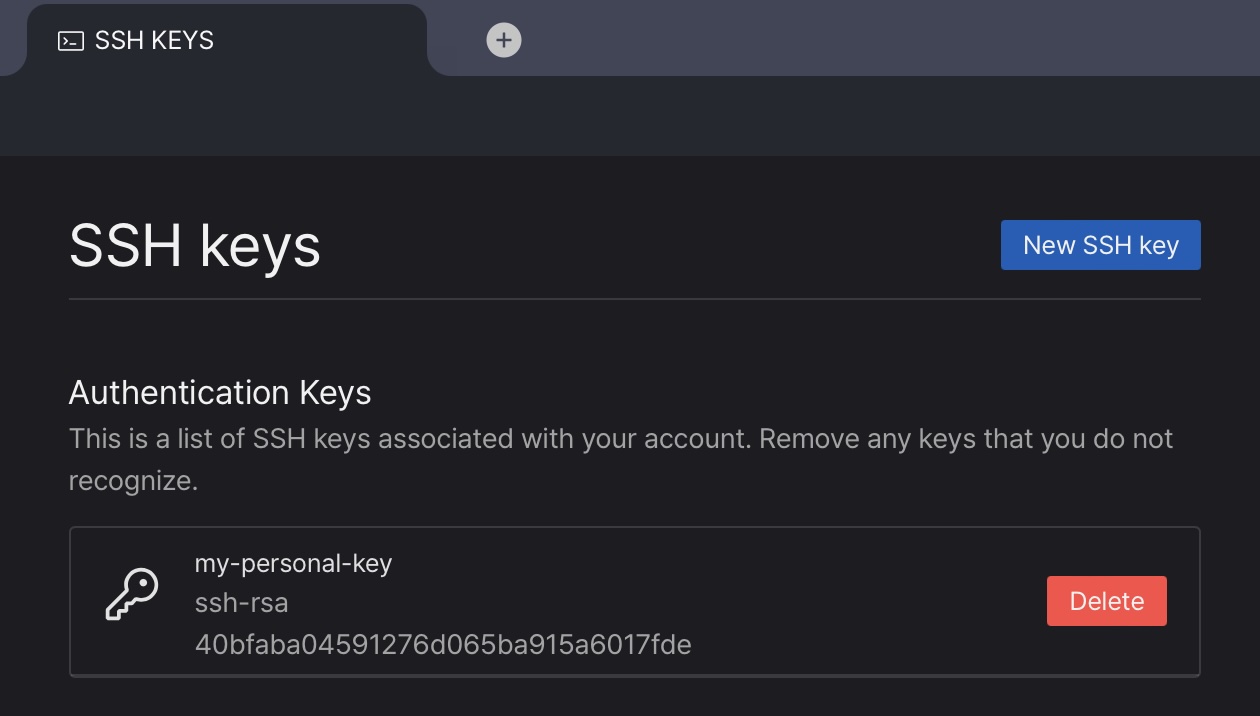 SSH KEYS
SSH keys
New SSH key
Authentication Keys
This is a list of SSH keys associated with your account. Remove any keys that you do not
recognize.
my-personal-key
ssh-rsa
40bfaba04591276d065ba915a6017fde
Delete